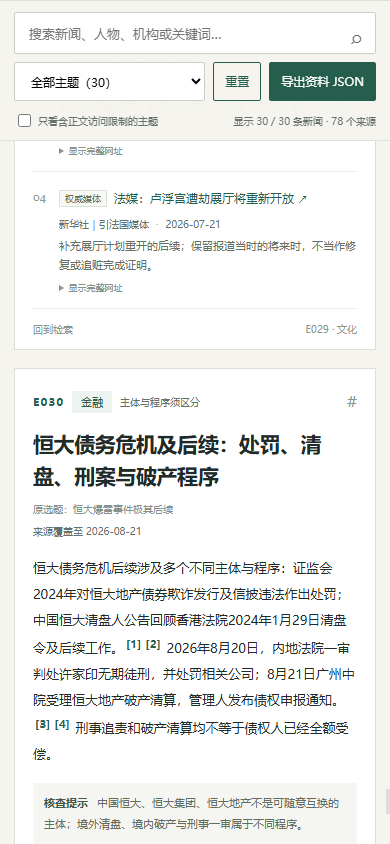 搜索新闻、人物、机构或关键词...
全部主题（30）
重置
导出资料 JSON
只看含正文访问限制的主题
显示 30 / 30 条新闻 · 78 个来源
▶ 显示完整网址
04 权威媒体 法媒：卢浮宫遭劫展厅将重新开放 ↗
新华社｜引法国媒体 · 2026-07-21
补充展厅计划重开的后续；保留报道当时的将来时，不当作修
复或追赃完成证明。
▶ 显示完整网址
回到检索
E029 · 文化
E030 金融 主体与程序须区分 #
恒大债务危机及后续：处罚、清
盘、刑案与破产程序
原选题：恒大爆雷事件极其后续
来源覆盖至 2026-08-21
恒大债务危机后续涉及多个不同主体与程序：证监会
2024年对恒大地产债券欺诈发行及信披违法作出处罚；
中国恒大清盘人公告回顾香港法院2024年1月29日清盘
令及后续工作。[1] [2] 2026年8月20日，内地法院一审
判处许家印无期徒刑，并处罚相关公司；8月21日广州中
院受理恒大地产破产清算，管理人发布债权申报通知。
[3] [4] 刑事追责和破产清算均不等于债权人已经全额受
偿。
核查提示 中国恒大、恒大集团、恒大地产不是可随意互换的
主体；境外清盘、境内破产与刑事一审属于不同程序。